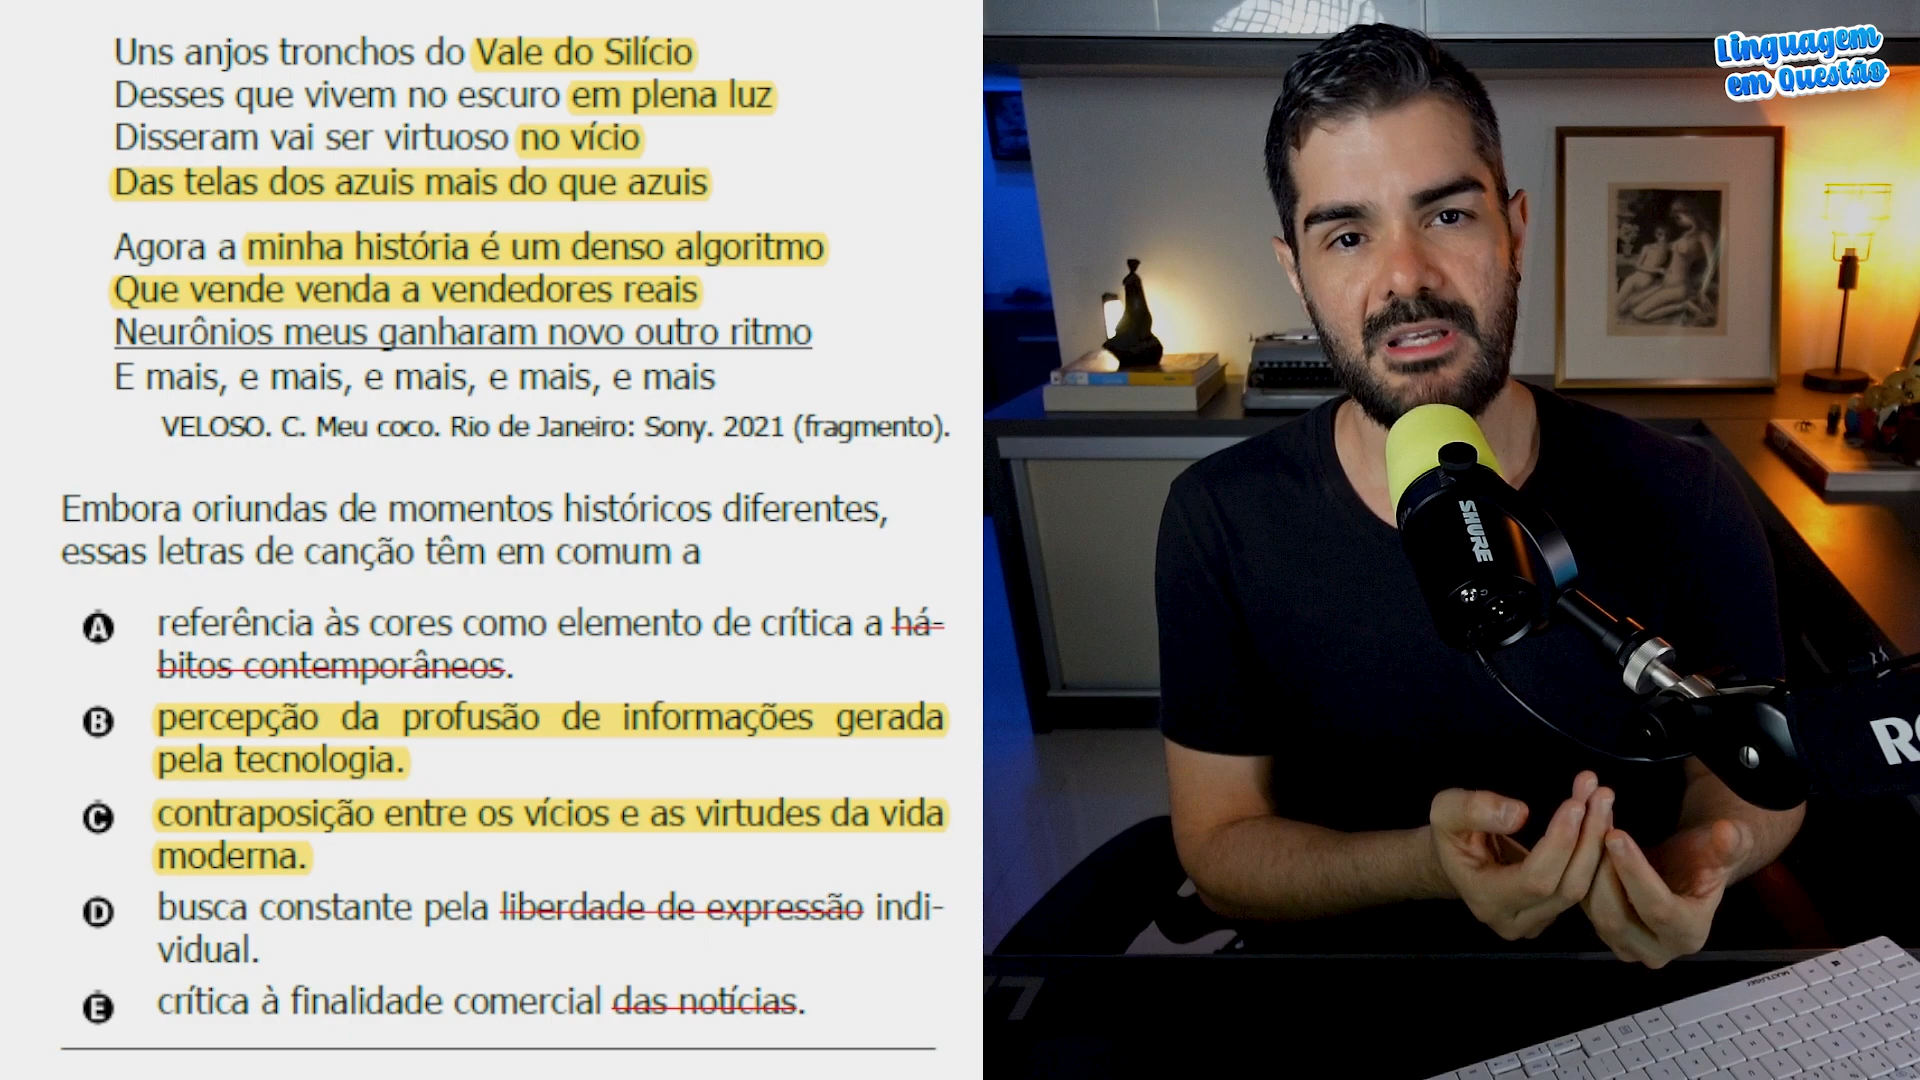 Uns anjos tronchos do Vale do Silício
Desses que vivem no escuro em plena luz
Disseram vai ser virtuoso no vício
Das telas dos azuis mais do que azuis
Agora a minha história é um denso algoritmo
Que vende venda a vendedores reais
Neurônios meus ganharam novo outro ritmo
E mais, e mais, e mais, e mais, e mais
VELOSO. C. Meu coco. Rio de Janeiro: Sony. 2021 (fragmento).
Embora oriundas de momentos históricos diferentes,
essas letras de canção têm em comum a
A referência às cores como elemento de crítica a há-
bitos contemporâneos.
B percepção da profusão de informações gerada
pela tecnologia.
C contraposição entre os vícios e as virtudes da vida
moderna.
D busca constante pela liberdade de expressão indi-
vidual.
E crítica à finalidade comercial das notícias.
Linguagem
em Questão
SHURE